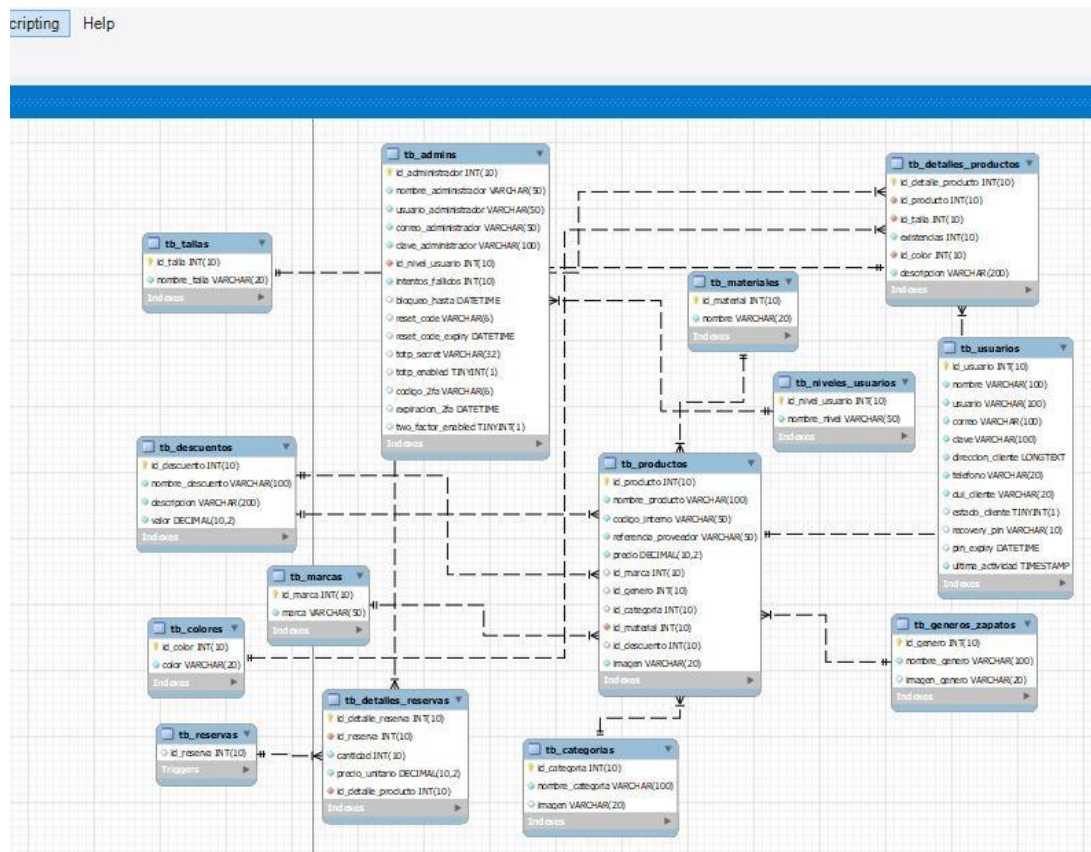 cripting Help
tb_admins
id_administrador INT(10)
nombre_administrador VARCHAR(50)
usuario_administrador VARCHAR(50)
correo_administrador VARCHAR(50)
clave_administrador VARCHAR(100)
id_nivel_usuario INT(10)
intentos_fallidos INT(10)
bloqueo_hasta DATETIME
reset_code VARCHAR(6)
reset_code_expiry DATETIME
totp_secret VARCHAR(32)
totp_enabled TINYINT(1)
codigo_2fa VARCHAR(6)
expiracion_2fa DATETIME
two_factor_enabled TINYINT(1)
Indexes
tb_detalles_productos
id_detalle_producto INT(10)
id_producto INT(10)
id_talla INT(10)
existencias INT(10)
id_color INT(10)
descripcion VARCHAR(200)
Indexes
tb_tallas
id_talla INT(10)
nombre_talla VARCHAR(20)
Indexes
tb_materiales
id_material INT(10)
nombre VARCHAR(20)
Indexes
tb_usuarios
id_usuario INT(10)
nombre VARCHAR(100)
usuario VARCHAR(100)
correo VARCHAR(100)
clave VARCHAR(100)
direccion_cliente LONGTEXT
telefono VARCHAR(20)
dui_cliente VARCHAR(20)
estado_cliente TINYINT(1)
recovery_pin VARCHAR(10)
pin_expiry DATETIME
ultima_actividad TIMESTAMP
Indexes
tb_niveles_usuarios
id_nivel_usuario INT(10)
nombre_nivel VARCHAR(50)
Indexes
tb_descuentos
id_descuento INT(10)
nombre_descuento VARCHAR(100)
descripcion VARCHAR(200)
valor DECIMAL(10,2)
Indexes
tb_productos
id_producto INT(10)
nombre_producto VARCHAR(100)
codigo_interno VARCHAR(50)
referencia_proveedor VARCHAR(50)
precio DECIMAL(10,2)
id_marca INT(10)
id_genero INT(10)
id_categoria INT(10)
id_material INT(10)
id_descuento INT(10)
imagen VARCHAR(20)
Indexes
tb_marcas
id_marca INT(10)
marca VARCHAR(50)
Indexes
tb_colores
id_color INT(10)
color VARCHAR(20)
Indexes
tb_generos_zapatos
id_genero INT(10)
nombre_genero VARCHAR(100)
imagen_genero VARCHAR(20)
Indexes
tb_detalles_reservas
id_detalle_reserva INT(10)
id_reserva INT(10)
cantidad INT(10)
precio_unitario DECIMAL(10,2)
id_detalle_producto INT(10)
Indexes
tb_reservas
id_reserva INT(10)
Triggers
tb_categorias
id_categoria INT(10)
nombre_categoria VARCHAR(100)
imagen VARCHAR(20)
Indexes